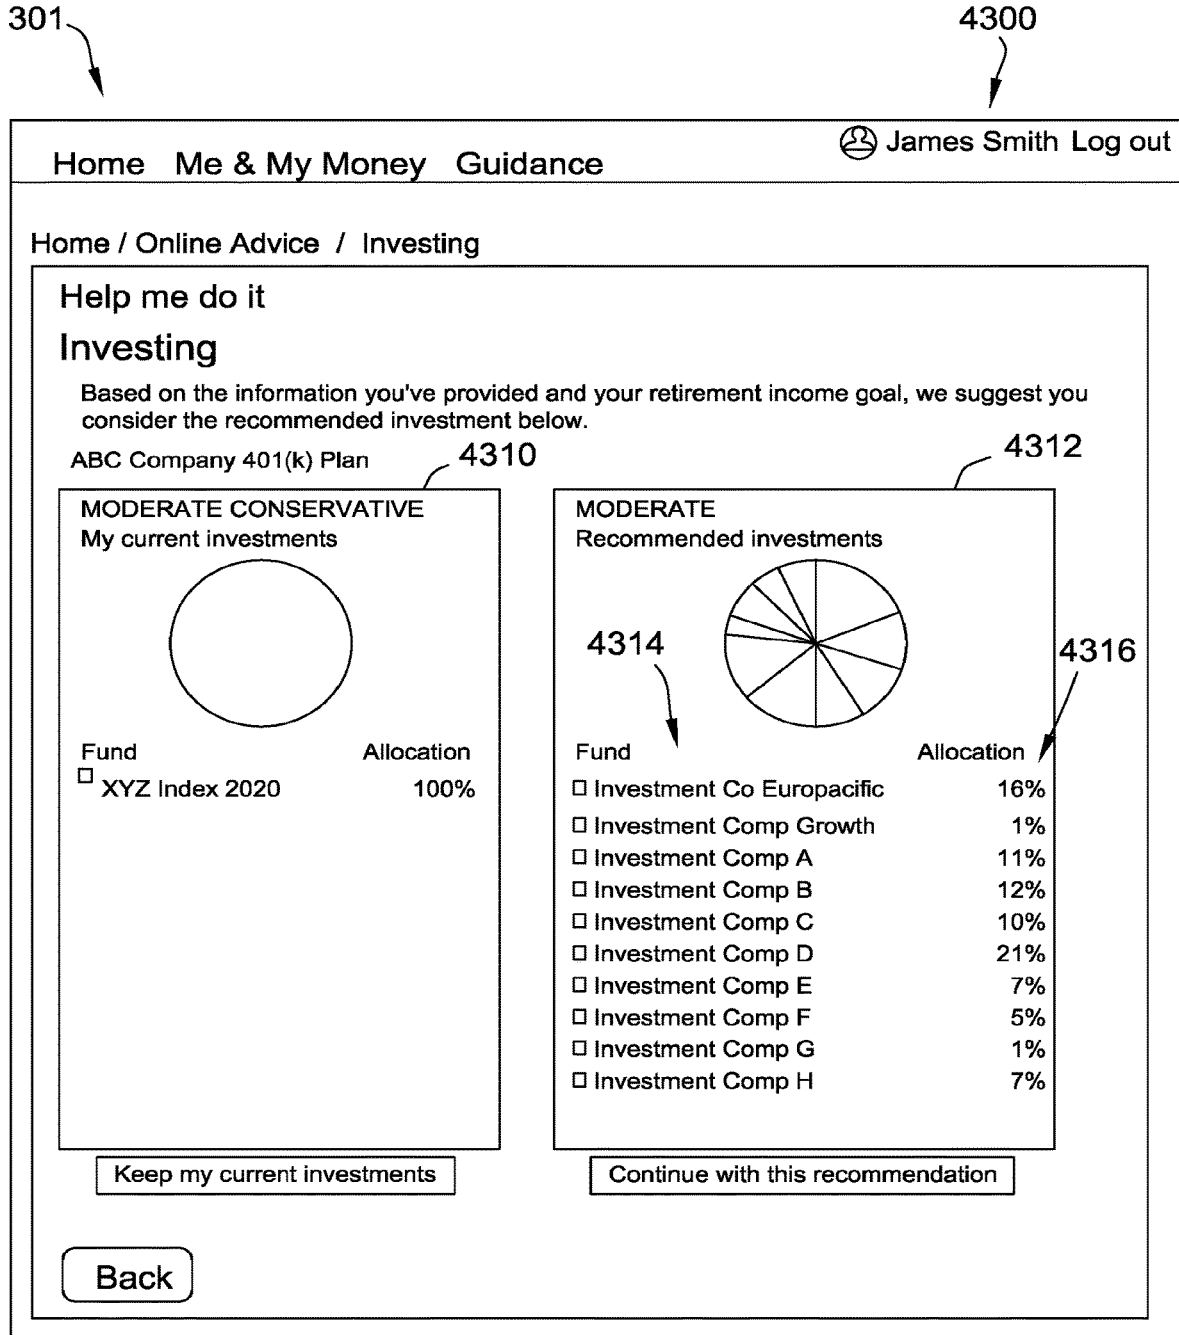 301
4300
James Smith Log out
Home Me & My Money Guidance
Home / Online Advice / Investing
Help me do it
Investing
Based on the information you've provided and your retirement income goal, we suggest you
consider the recommended investment below.
ABC Company 401(k) Plan
4310
4312
MODERATE CONSERVATIVE
My current investments
Fund Allocation
XYZ Index 2020 100%
MODERATE
Recommended investments
4314
4316
Fund Allocation
Investment Co Europacific 16%
Investment Comp Growth 1%
Investment Comp A 11%
Investment Comp B 12%
Investment Comp C 10%
Investment Comp D 21%
Investment Comp E 7%
Investment Comp F 5%
Investment Comp G 1%
Investment Comp H 7%
Keep my current investments
Continue with this recommendation
Back